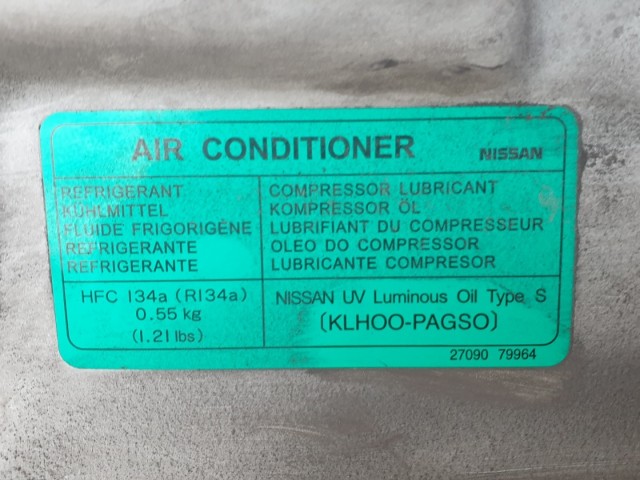 AIR CONDITIONER NISSAN
REFRIGERANT
KÜHLMITTEL
FLUIDE FRIGORIGÈNE
REFRIGERANTE
REFRIGERANTE
COMPRESSOR LUBRICANT
KOMPRESSOR ÖL
LUBRIFIANT DU COMPRESSEUR
OLEO DO COMPRESSOR
LUBRICANTE COMPRESOR
HFC 134a (R134a)
0.55 kg
(1.21 lbs)
NISSAN UV Luminous Oil Type S
(KLHOO-PAGSO)
27090 79964